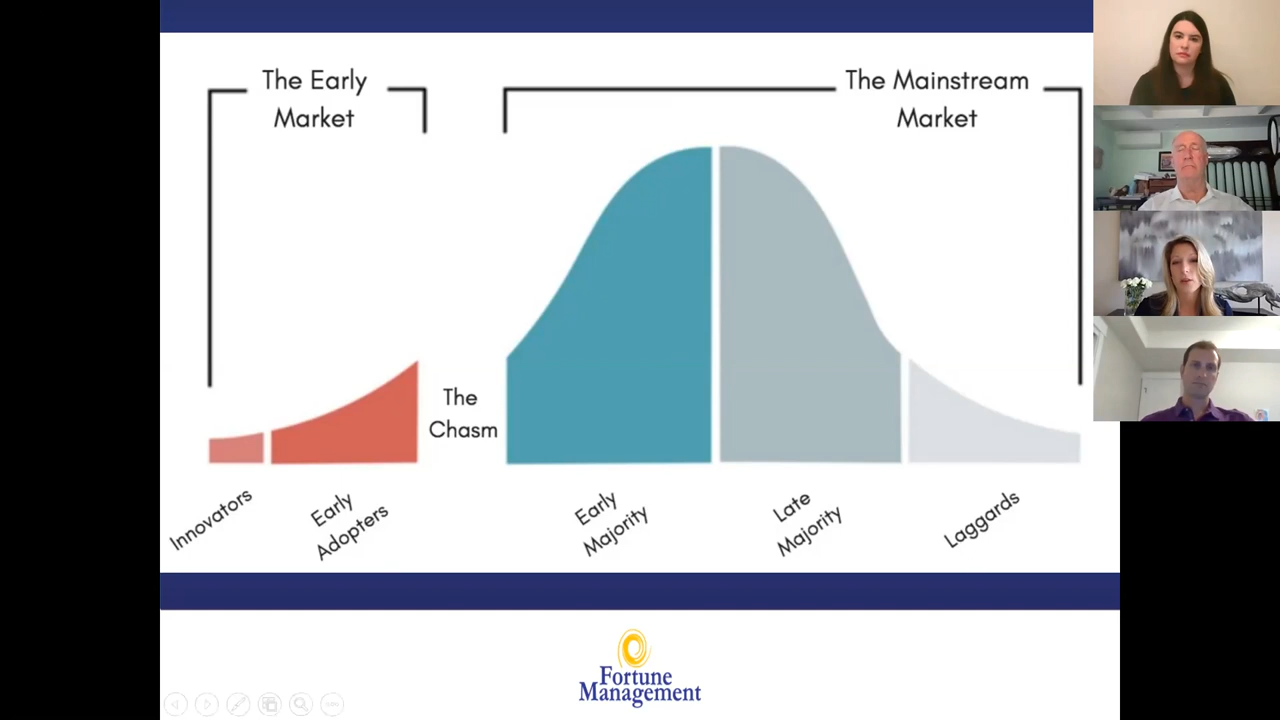 The Early
Market
The Mainstream
Market
The
Chasm
Innovators
Early
Adopters
Early
Majority
Late
Majority
Laggards
Fortune
Management